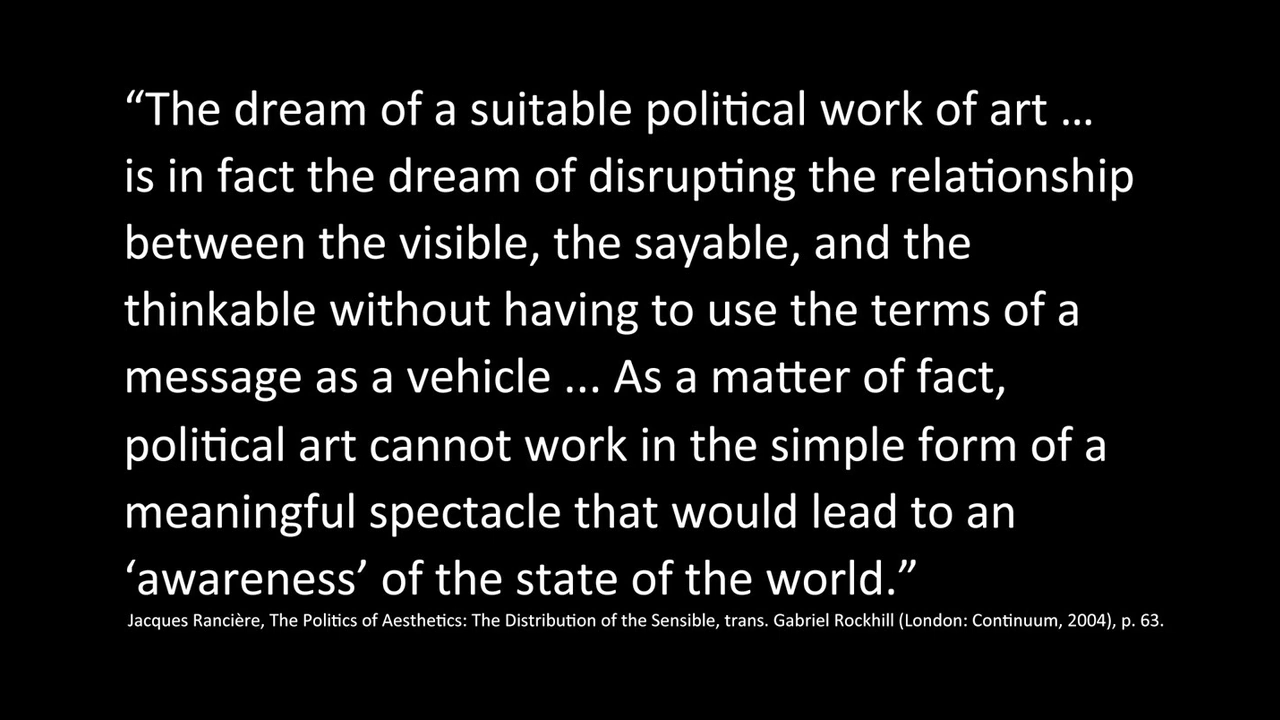 “The dream of a suitable political work of art …
is in fact the dream of disrupting the relationship
between the visible, the sayable, and the
thinkable without having to use the terms of a
message as a vehicle ... As a matter of fact,
political art cannot work in the simple form of a
meaningful spectacle that would lead to an
‘awareness’ of the state of the world.”
Jacques Rancière, The Politics of Aesthetics: The Distribution of the Sensible, trans. Gabriel Rockhill (London: Continuum, 2004), p. 63.